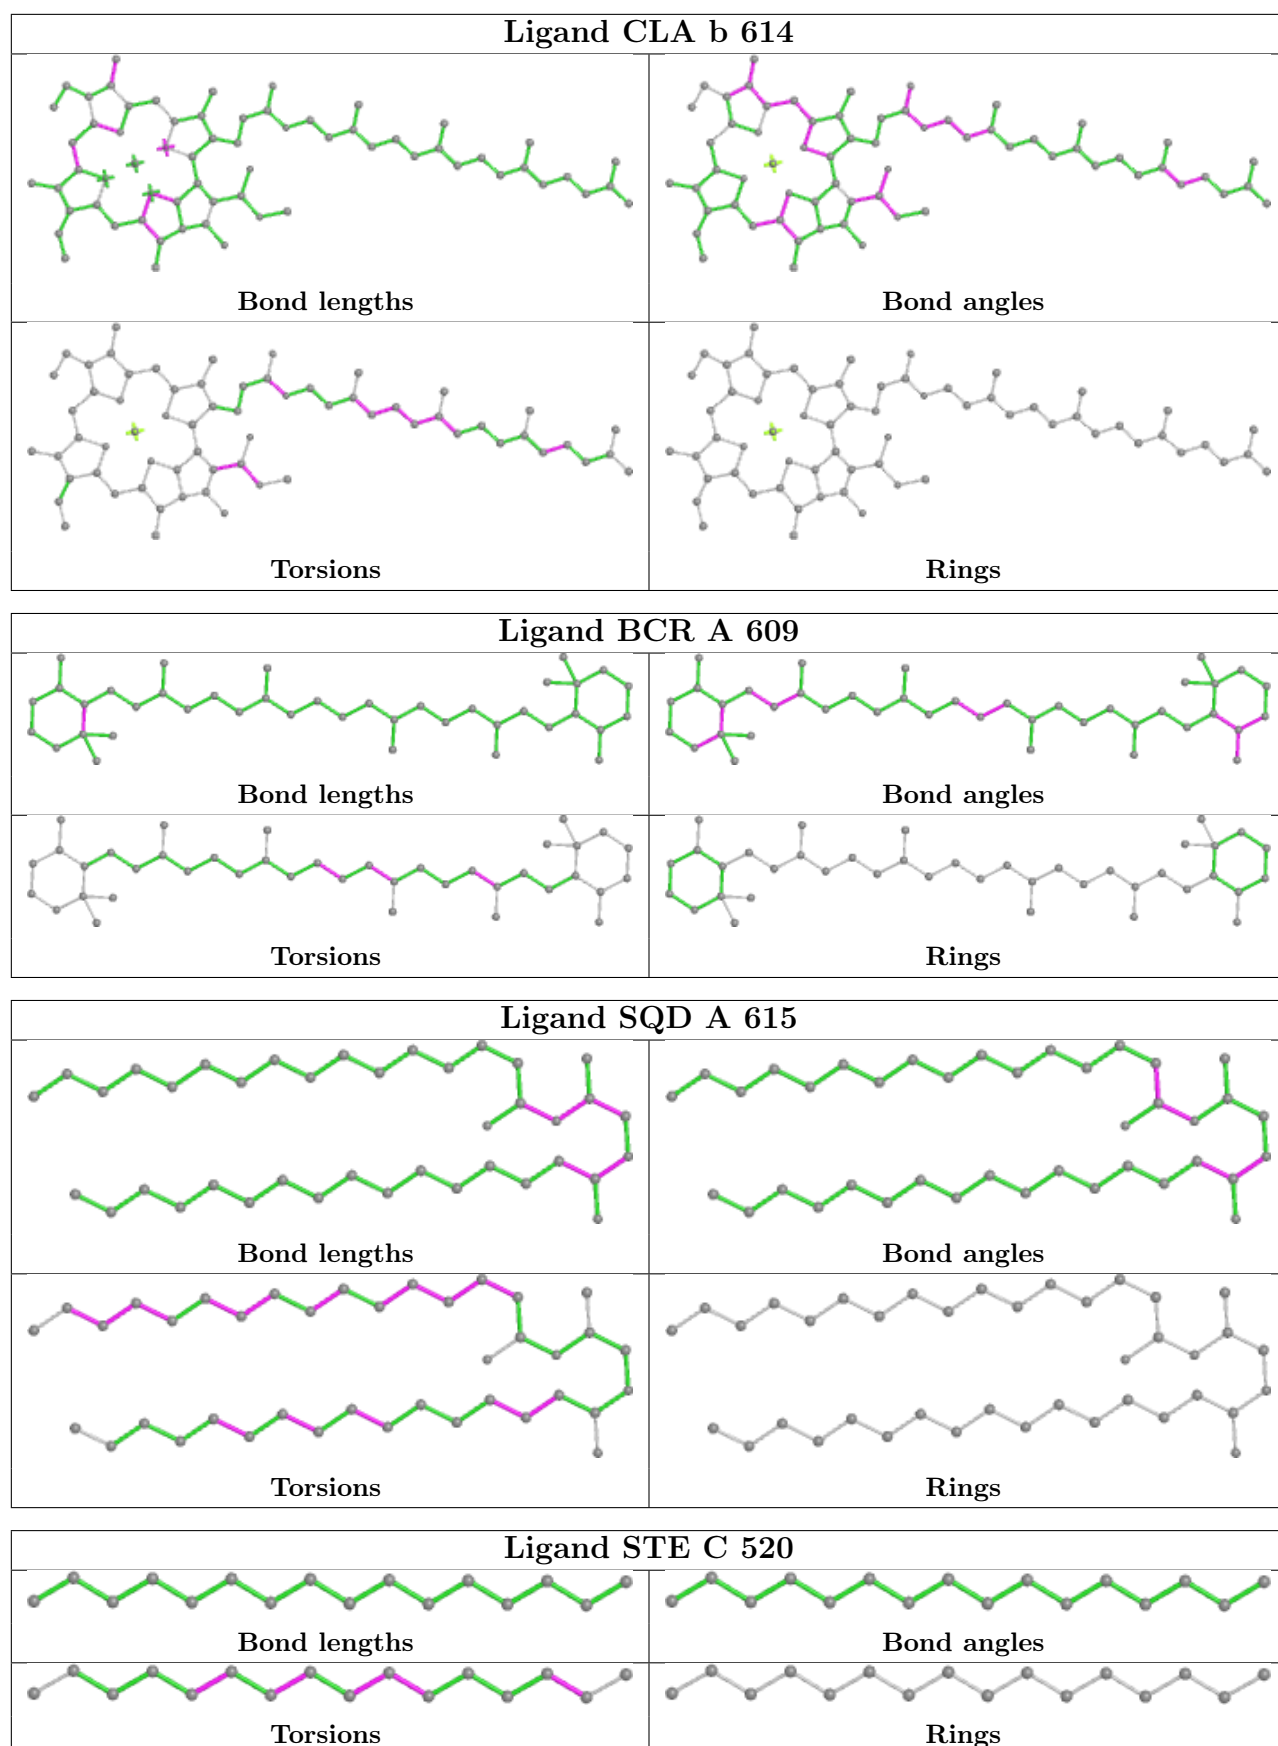 Ligand CLA b 614
Bond lengths
Bond angles
Torsions
Rings
Ligand BCR A 609
Bond lengths
Bond angles
Torsions
Rings
Ligand SQD A 615
Bond lengths
Bond angles
Torsions
Rings
Ligand STE C 520
Bond lengths
Bond angles
Torsions
Rings